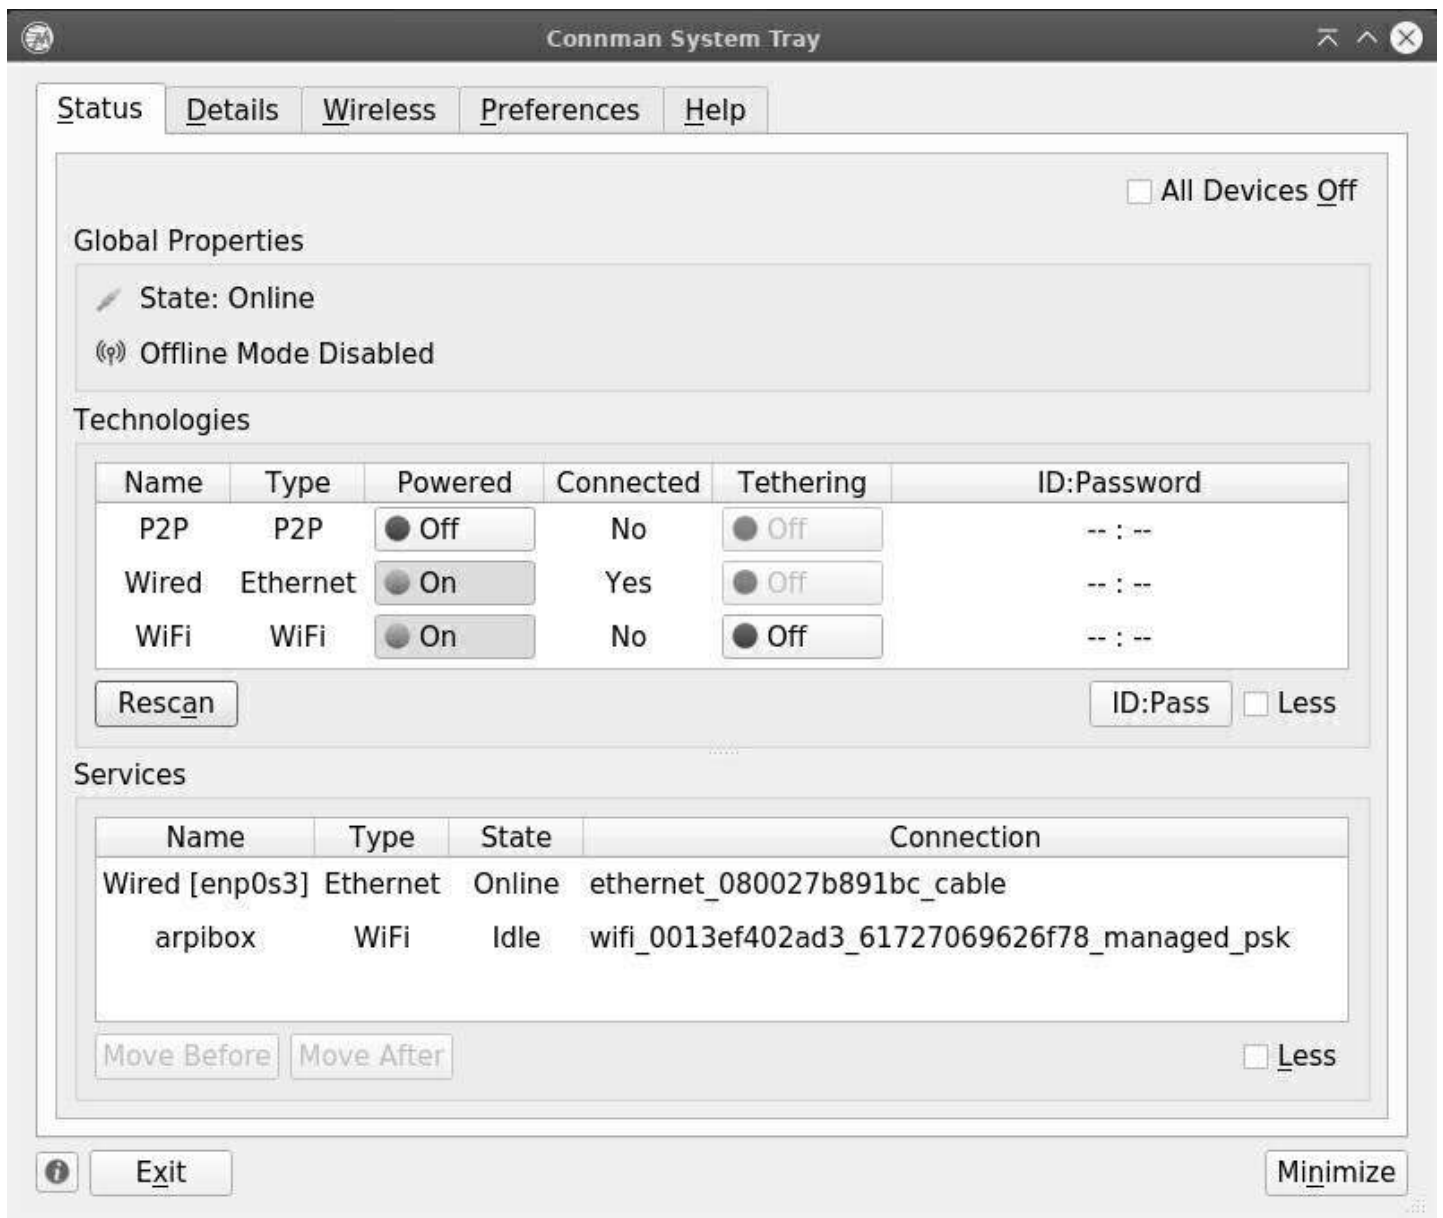 Connman System Tray
Status Details Wireless Preferences Help
All Devices Off
Global Properties
State: Online
Offline Mode Disabled
Technologies
Name Type Powered Connected Tethering ID:Password
P2P P2P Off No Off -- : --
Wired Ethernet On Yes Off -- : --
WiFi WiFi On No Off -- : --
Rescan ID:Pass Less
Services
Name Type State Connection
Wired [enp0s3] Ethernet Online ethernet_080027b891bc_cable
arpibox WiFi Idle wifi_0013ef402ad3_61727069626f78_managed_psk
Move Before Move After Less
Exit Minimize